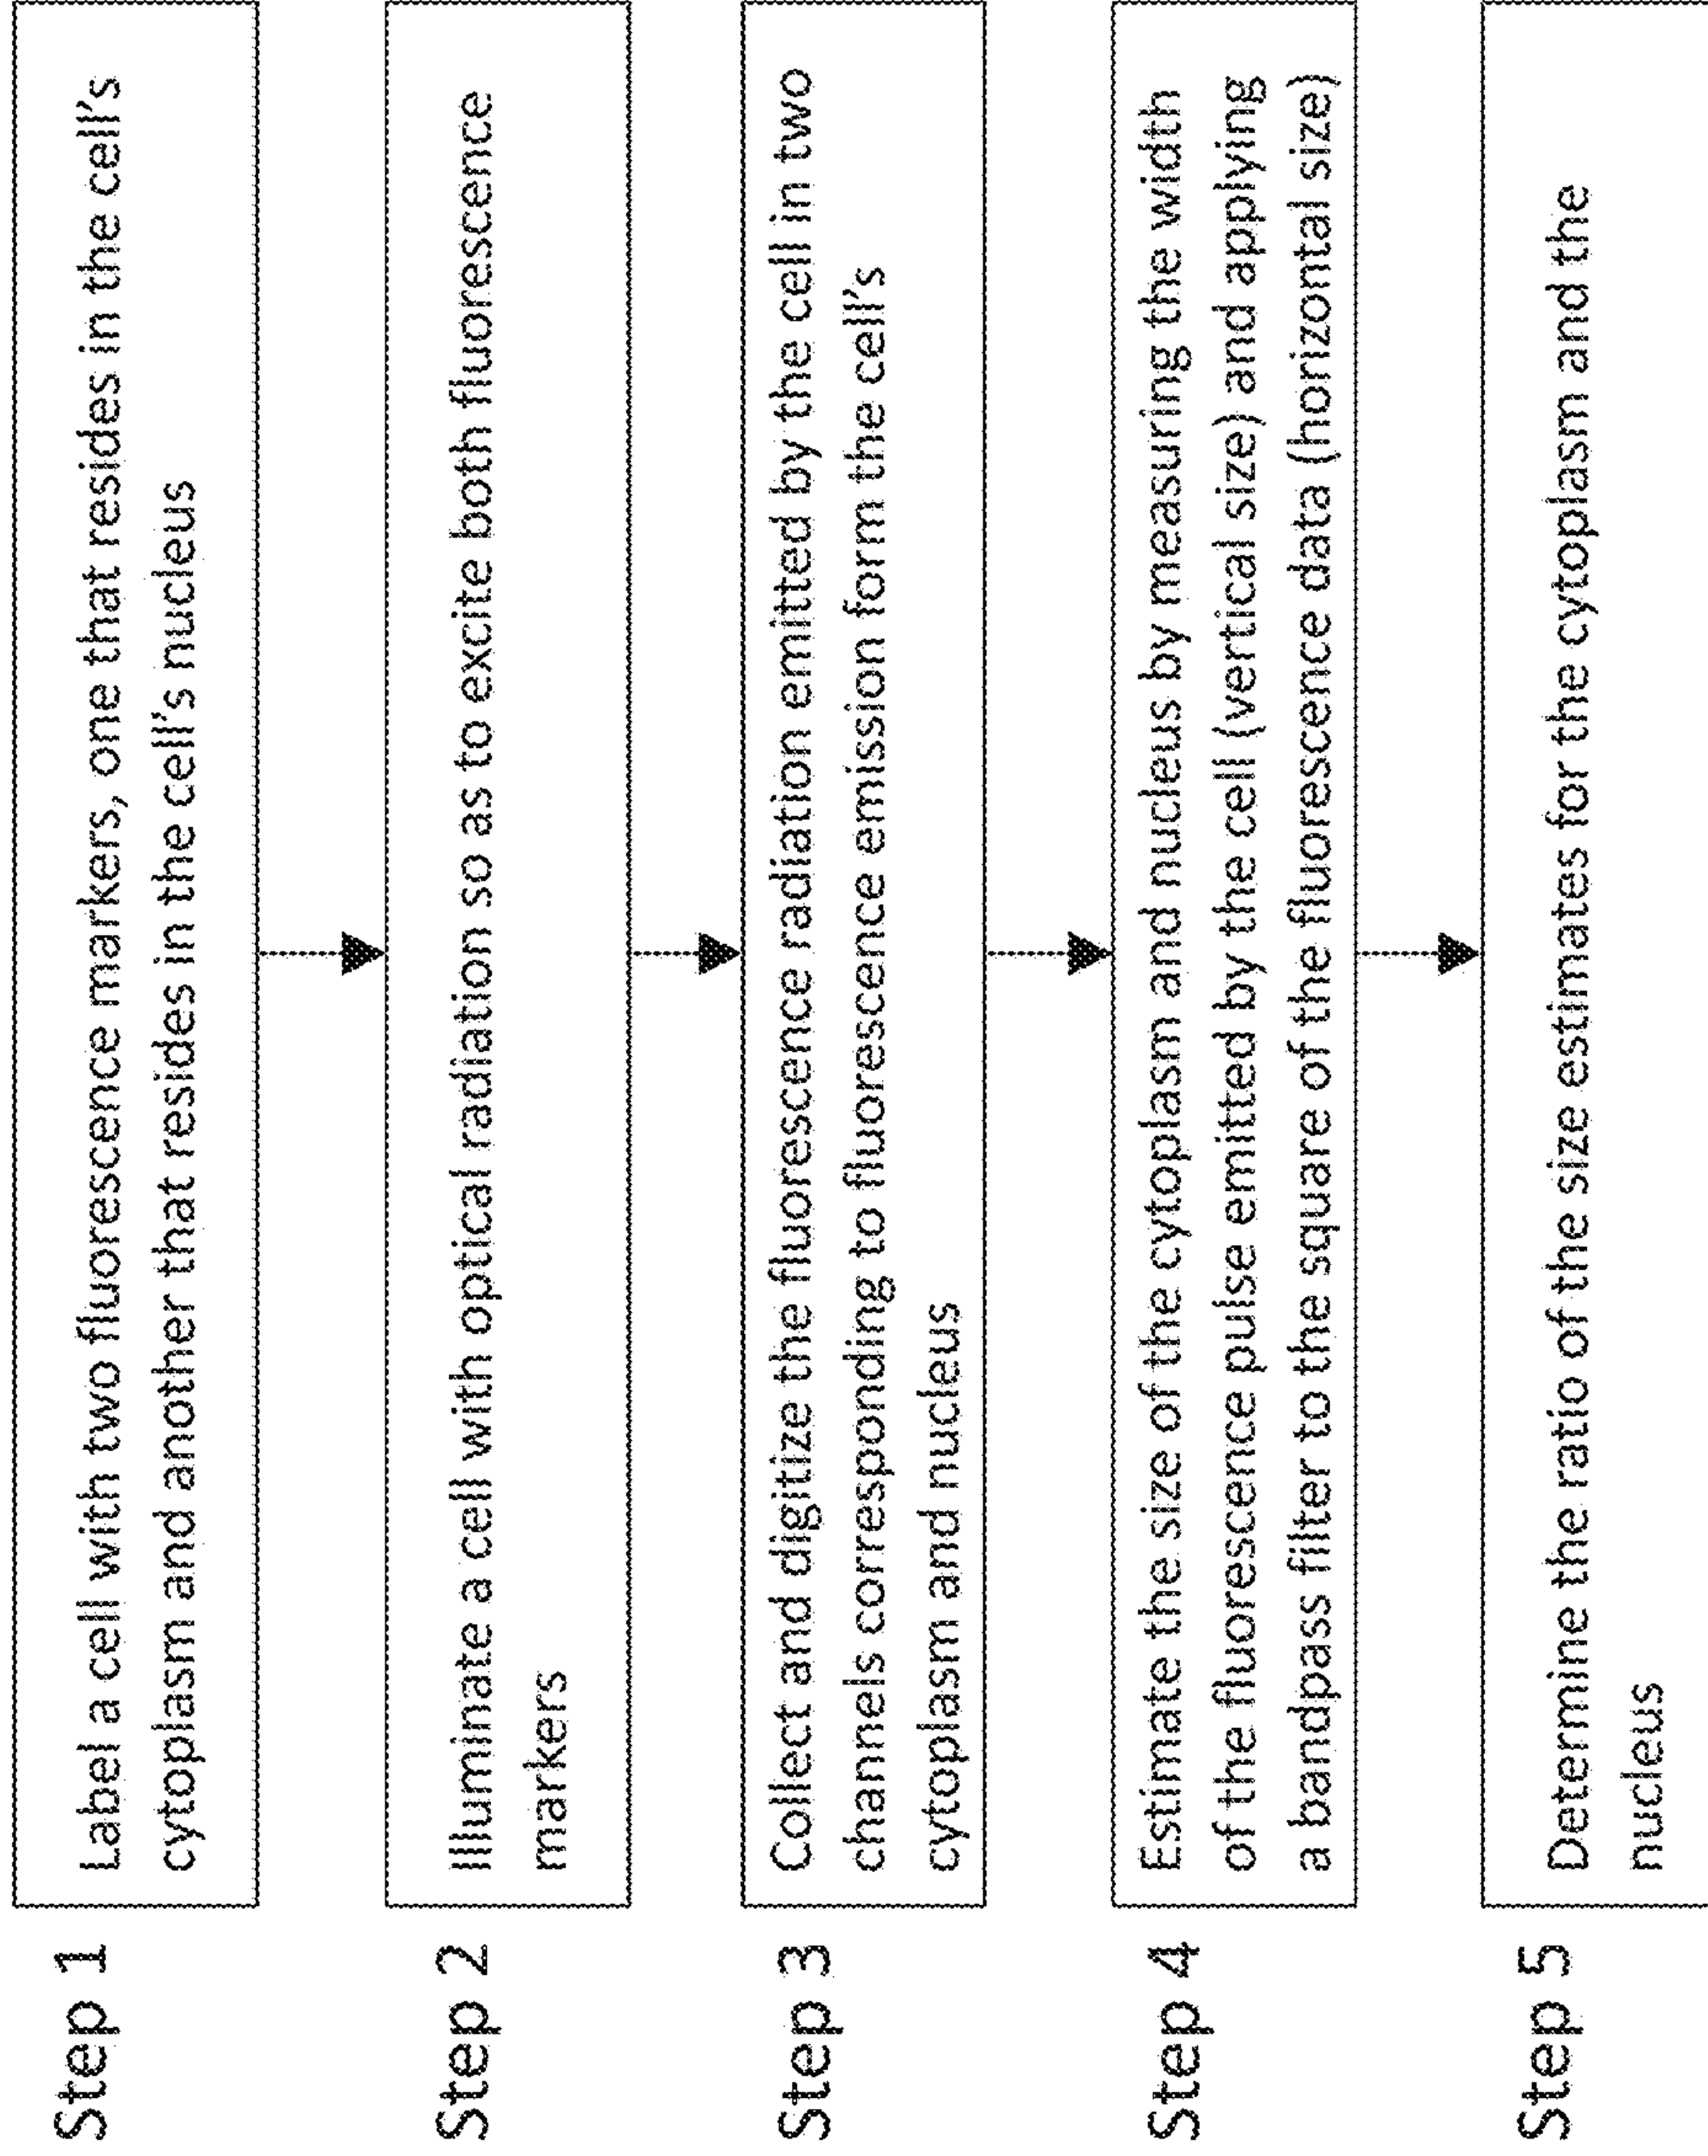 Step 1
Label a cell with two fluorescence markers, one that resides in the cell's
cytoplasm and another that resides in the cell's nucleus
Step 2
Illuminate a cell with optical radiation so as to excite both fluorescence
markers
Step 3
Collect and digitize the fluorescence radiation emitted by the cell in two
channels corresponding to fluorescence emission form the cell's
cytoplasm and nucleus
Step 4
Estimate the size of the cytoplasm and nucleus by measuring the width
of the fluorescence pulse emitted by the cell (vertical size) and applying
a bandpass filter to the square of the fluorescence data (horizontal size)
Step 5
Determine the ratio of the size estimates for the cytoplasm and the
nucleus